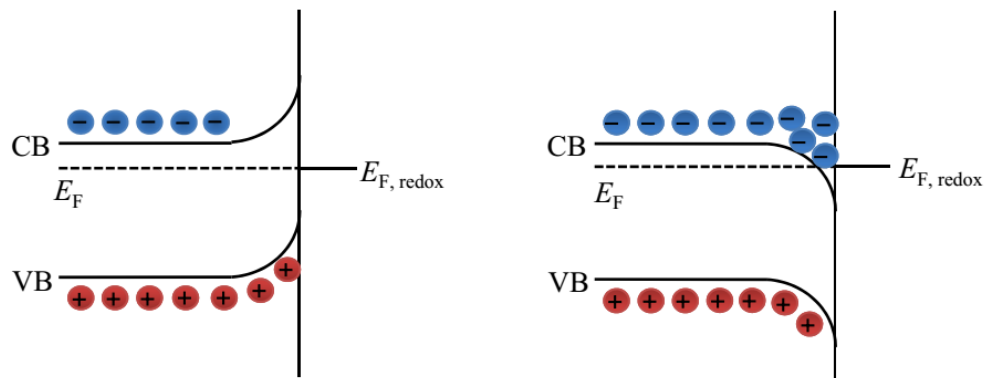 CB
E_F
E_F, redox
VB
CB
E_F
E_F, redox
VB